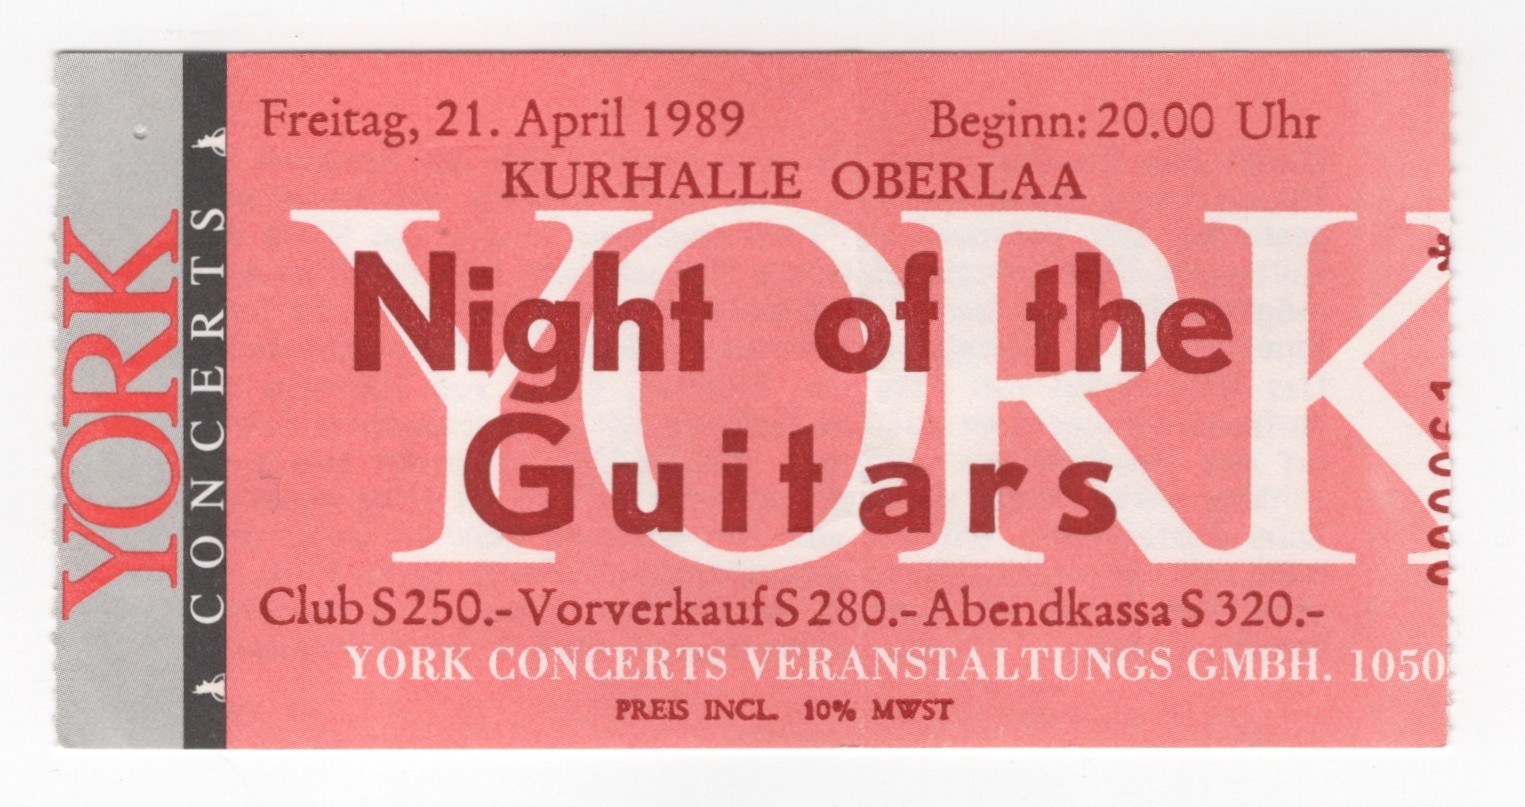 YORK
CONCERTS
Freitag, 21. April 1989 Beginn: 20.00 Uhr
KURHALLE OBERLAA
YORK
Night of the
Guitars
Club S 250.- Vorverkauf S 280.- Abendkassa S 320.-
YORK CONCERTS VERANSTALTUNGS GMBH. 1050
PREIS INCL. 10% MWST